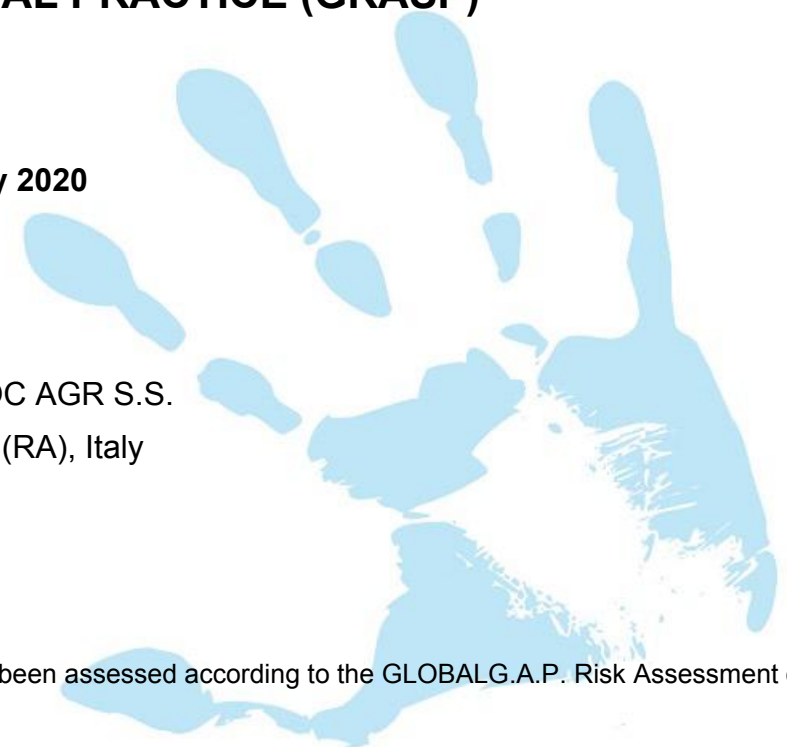 AL PRACTICE (GRASP)
y 2020
OC AGR S.S.
(RA), Italy
been assessed according to the GLOBALG.A.P. Risk Assessment